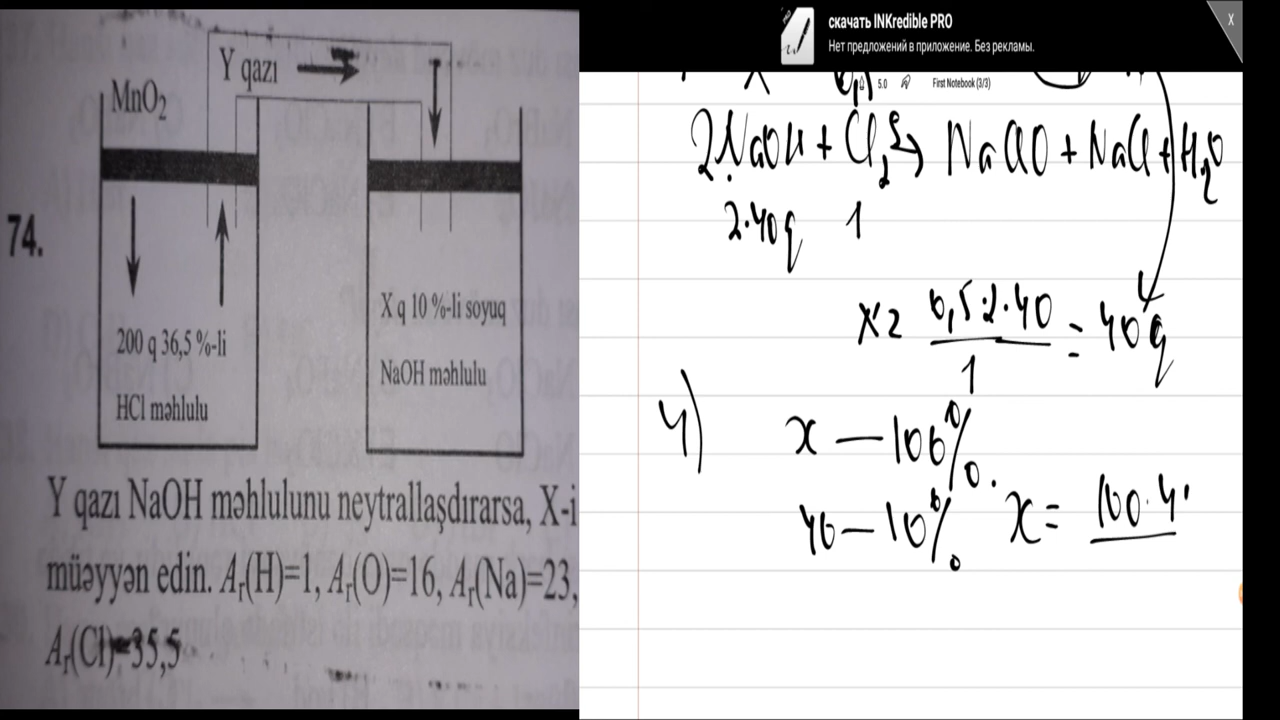 74.
MnO2
Y qazı
200 q 36,5 %-li
HCl məhlulu
X q 10 %-li soyuq
NaOH məhlulu
Y qazı NaOH məhlulunu neytrallaşdırarsa, X-i
müəyyən edin. Ar(H)=1, Ar(O)=16, Ar(Na)=23,
Ar(Cl)=35,5
скачать INKredible PRO
Нет предложений в приложение. Без рекламы.
X
5.0
First Notebook (3/3)
2NaOH + Cl2 → NaClO + NaCl + H2O
2·40q 1
x = 0,5·2·40 / 1 = 40q
4)
x — 100%
40 — 10%
x = 100·4